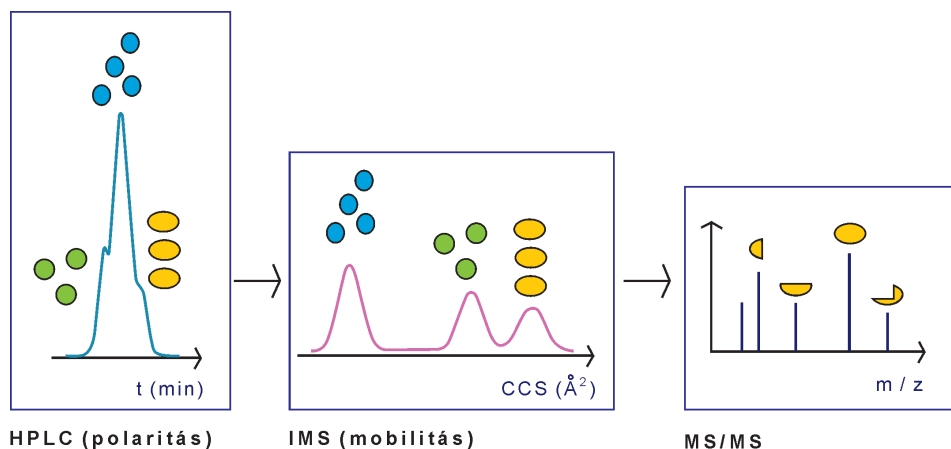 t (min)
HPLC (polaritás)
CCS (Å²)
IMS (mobilitás)
m / z
MS/MS